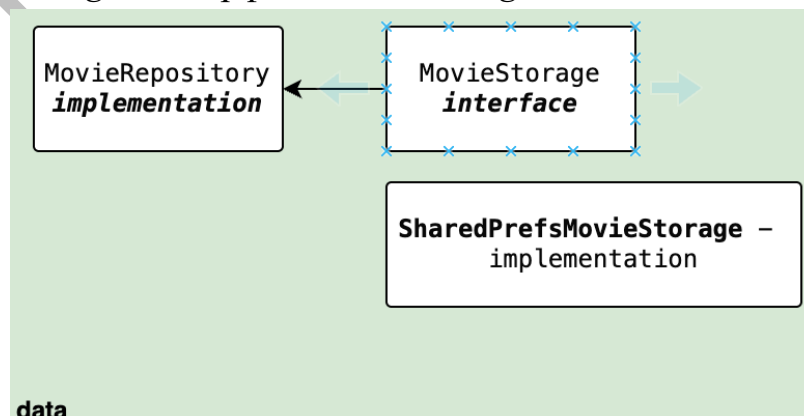 MovieRepository
implementation
MovieStorage
interface
SharedPrefsMovieStorage –
implementation
data